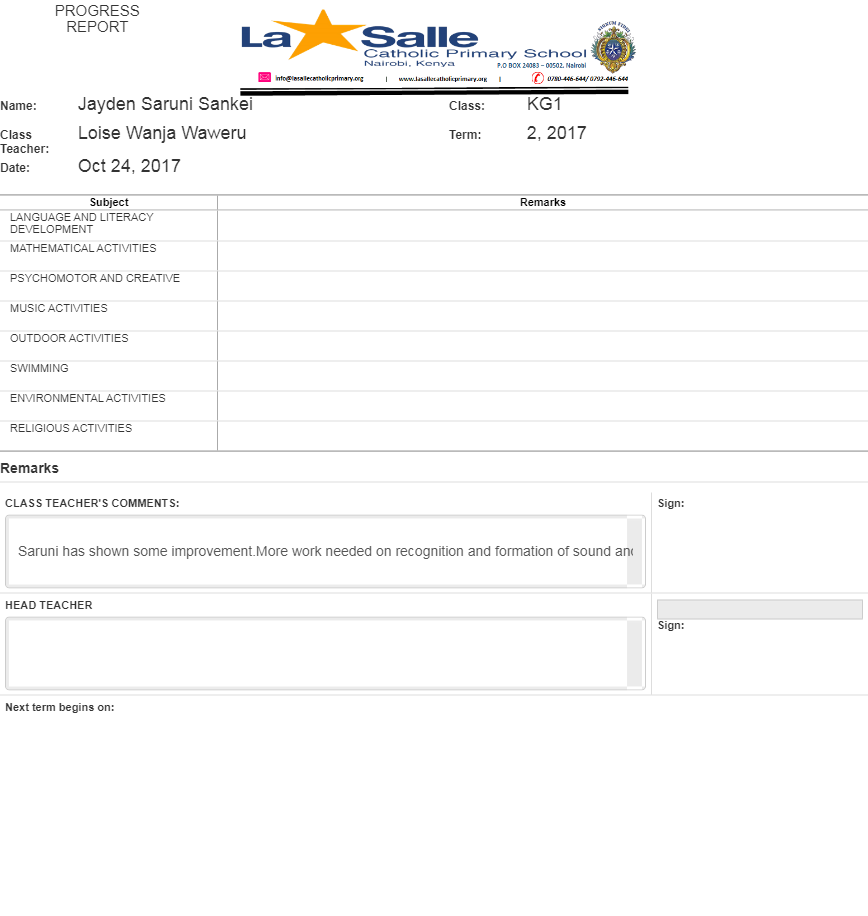 PROGRESS
REPORT
La Salle
Catholic Primary School
Nairobi, Kenya
P.O BOX 24083 – 00502, Nairobi
info@lasallecatholicprimary.org | www.lasallecatholicprimary.org | 0780-446-644/ 0792-446-644
Name: Jayden Saruni Sankei Class: KG1
Class Teacher: Loise Wanja Waweru Term: 2, 2017
Date: Oct 24, 2017
Subject Remarks
LANGUAGE AND LITERACY
DEVELOPMENT
MATHEMATICAL ACTIVITIES
PSYCHOMOTOR AND CREATIVE
MUSIC ACTIVITIES
OUTDOOR ACTIVITIES
SWIMMING
ENVIRONMENTAL ACTIVITIES
RELIGIOUS ACTIVITIES
Remarks
CLASS TEACHER'S COMMENTS: Sign:
Saruni has shown some improvement.More work needed on recognition and formation of sound and
HEAD TEACHER
Sign:
Next term begins on: